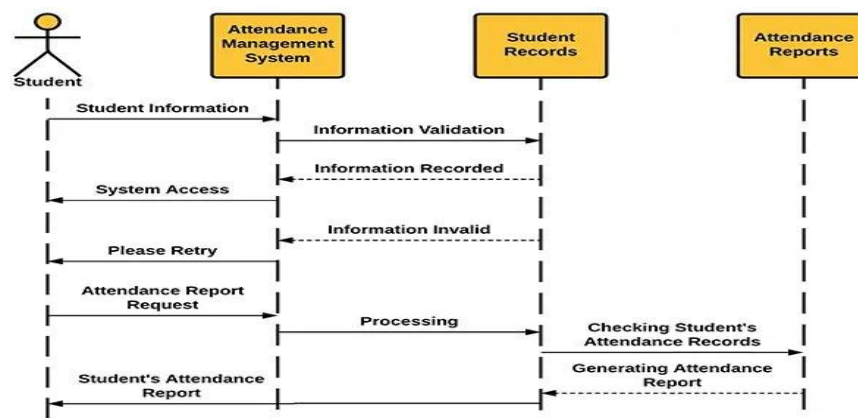 Attendance
Management
System
Student
Records
Attendance
Reports
Student
Student Information
Information Validation
Information Recorded
System Access
Information Invalid
Please Retry
Attendance Report
Request
Processing
Checking Student's
Attendance Records
Generating Attendance
Report
Student's Attendance
Report